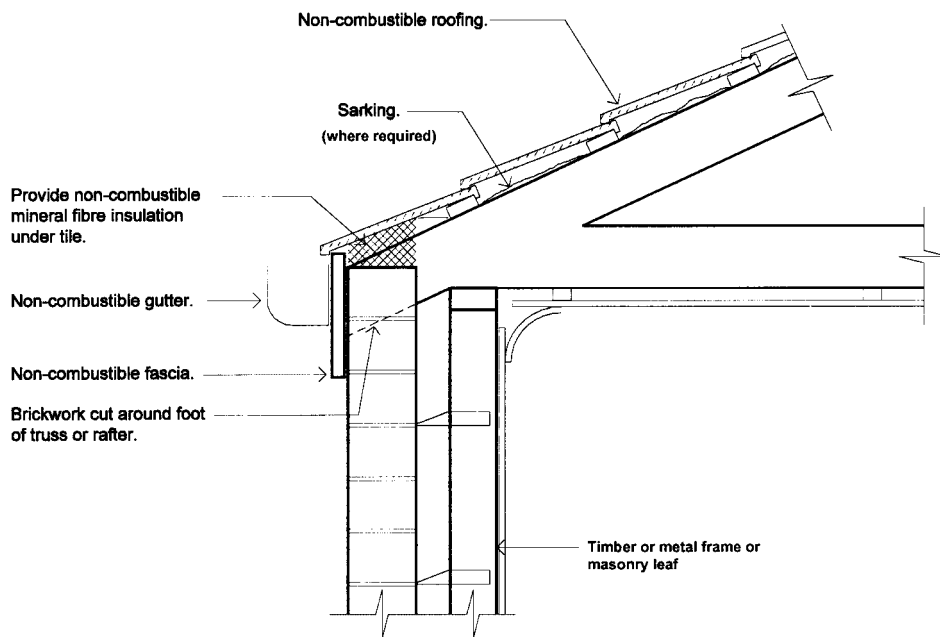 Non-combustible roofing.
Sarking.
(where required)
Provide non-combustible
mineral fibre insulation
under tile.
Non-combustible gutter.
Non-combustible fascia.
Brickwork cut around foot
of truss or rafter.
Timber or metal frame or
masonry leaf